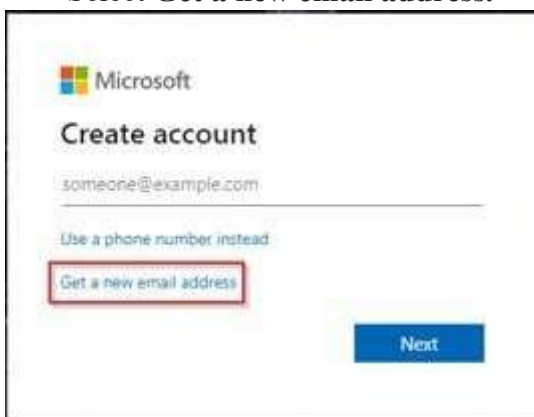 Select Get a new email address.
Microsoft
Create account
someone@example.com
Use a phone number instead
Get a new email address
Next